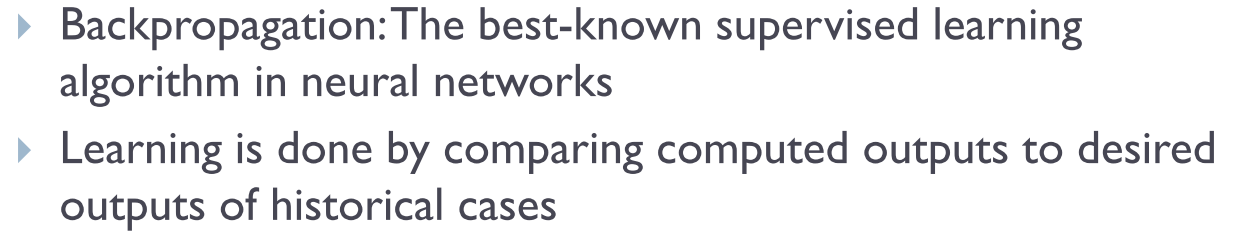 Backpropagation: The best-known supervised learning
algorithm in neural networks
Learning is done by comparing computed outputs to desired
outputs of historical cases